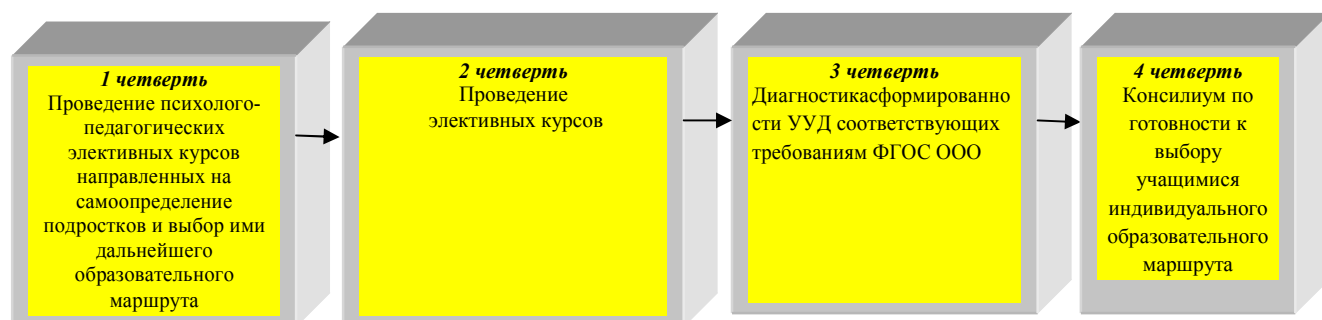 1 четверть
Проведение психолого-
педагогических
элективных курсов
направленных на
самоопределение
подростков и выбор ими
дальнейшего
образовательного
маршрута
2 четверть
Проведение
элективных курсов
3 четверть
Диагностикасформированно
сти УУД соответствующих
требованиям ФГОС ООО
4 четверть
Консилиум по
готовности к
выбору
учащимися
индивидуального
образовательного
маршрута